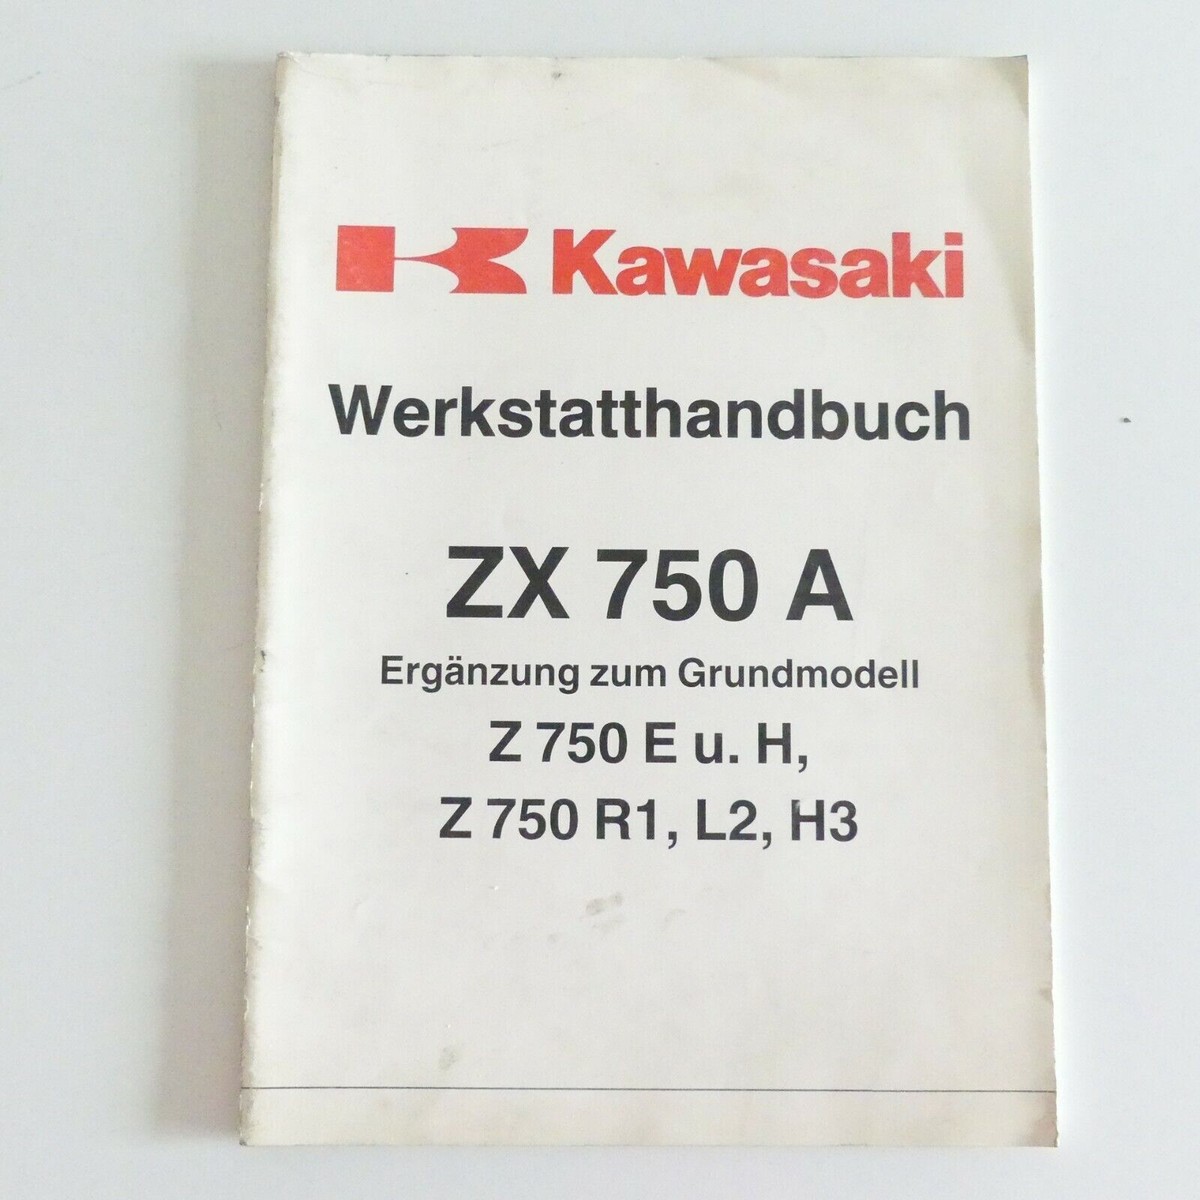 Kawasaki
Werkstatthandbuch
ZX 750 A
Ergänzung zum Grundmodell
Z 750 E u. H,
Z 750 R1, L2, H3